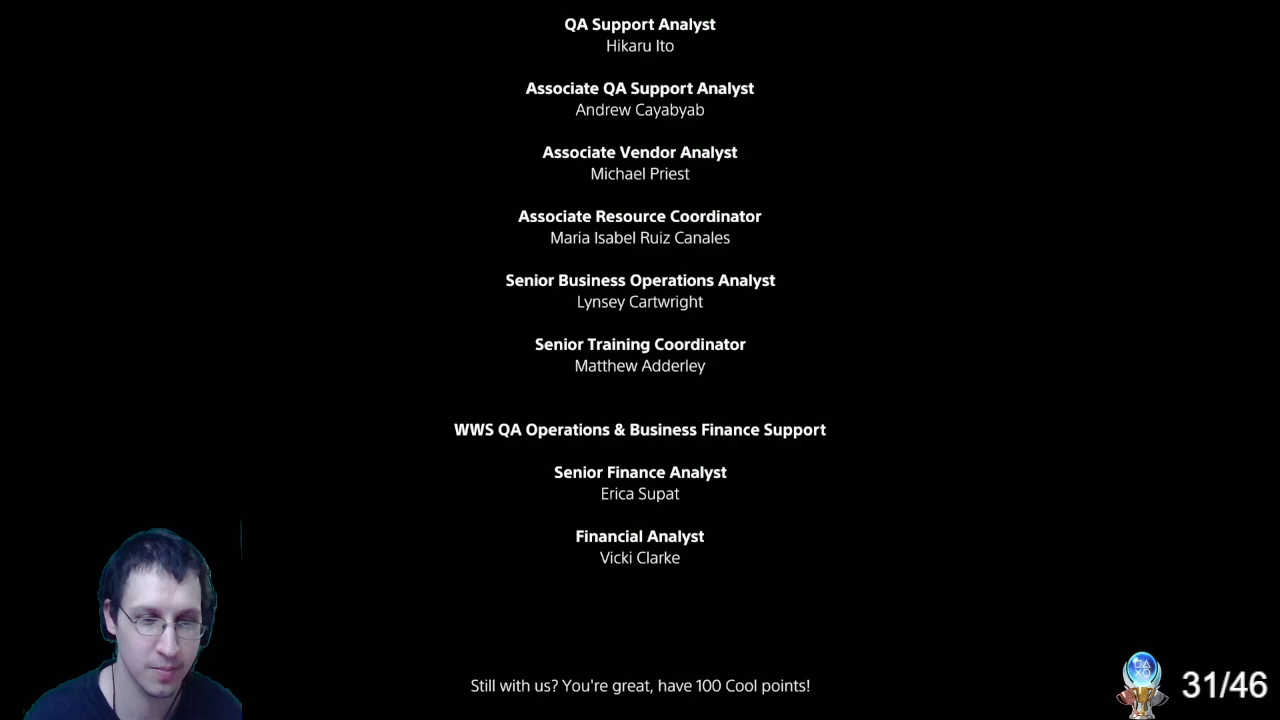 QA Support Analyst
Hikaru Ito
Associate QA Support Analyst
Andrew Cayabyab
Associate Vendor Analyst
Michael Priest
Associate Resource Coordinator
Maria Isabel Ruiz Canales
Senior Business Operations Analyst
Lynsey Cartwright
Senior Training Coordinator
Matthew Adderley
WWS QA Operations & Business Finance Support
Senior Finance Analyst
Erica Supat
Financial Analyst
Vicki Clarke
Still with us? You're great, have 100 Cool points!
31/46